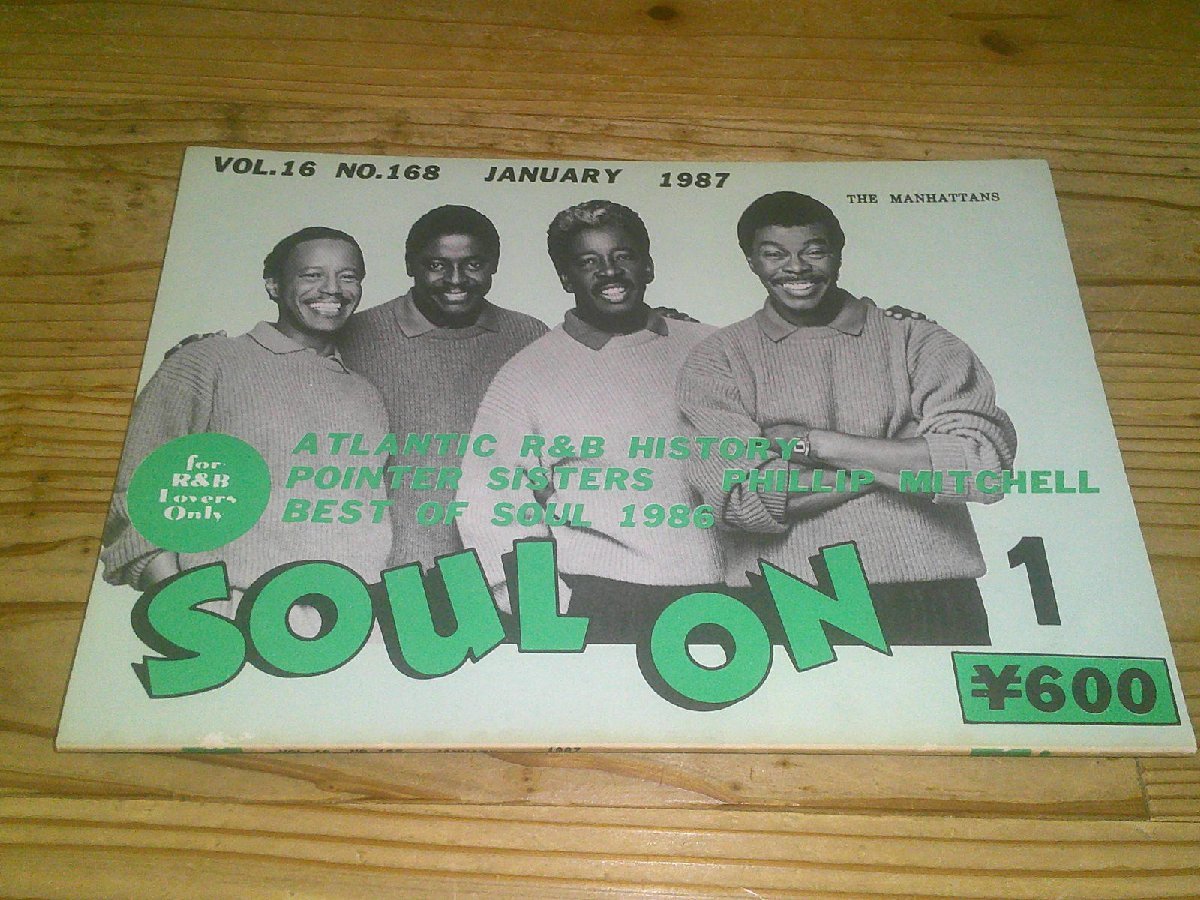 VOL.16 NO.168 JANUARY 1987
THE MANHATTANS
for
R&B
Lovers
Only
ATLANTIC R&B HISTORY
POINTER SISTERS PHILLIP MITCHELL
BEST OF SOUL 1986
SOUL ON
1
¥600